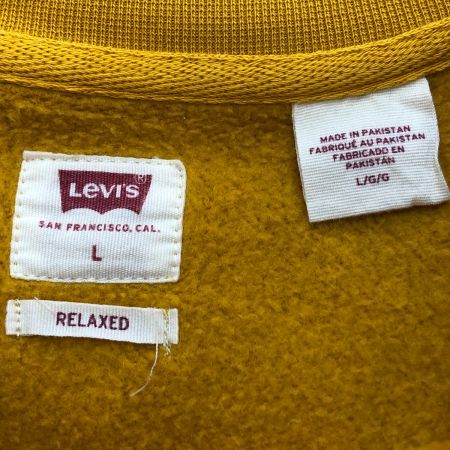 Levi's®
SAN FRANCISCO, CAL.
L
RELAXED
MADE IN PAKISTAN
FABRIQUÉ AU PAKISTAN
FABRICADO EN
PAKISTÁN
L/G/G